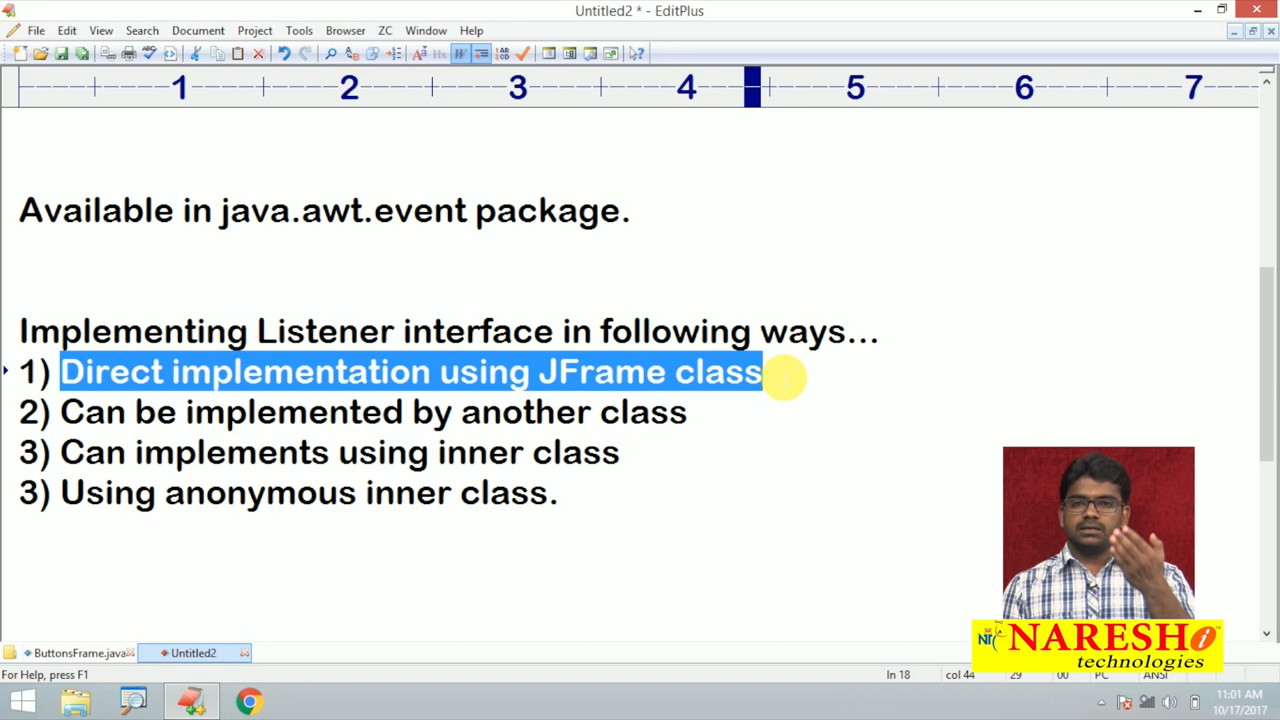 Untitled2 * - EditPlus
File Edit View Search Document Project Tools Browser ZC Window Help
1 2 3 4 5 6 7
Available in java.awt.event package.
Implementing Listener interface in following ways...
1) Direct implementation using JFrame class
2) Can be implemented by another class
3) Can implements using inner class
3) Using anonymous inner class.
NARESH i
technologies
ButtonsFrame.java Untitled2
For Help, press F1 ln 18 col 44 29 00 PC ANSI
11:01 AM
10/17/2017